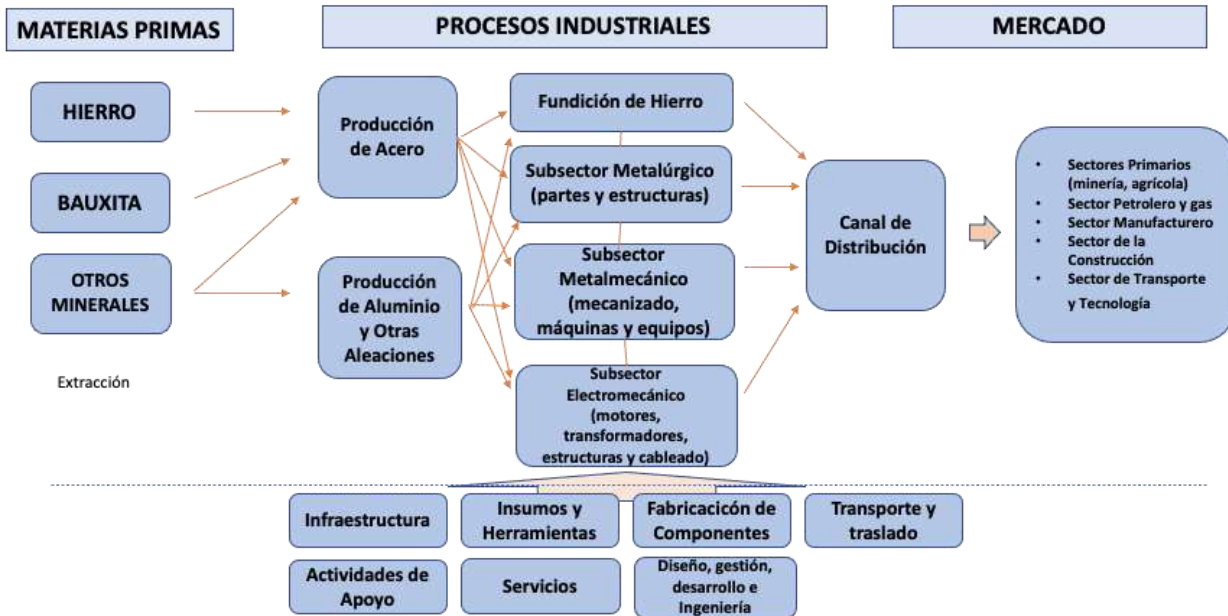 MATERIAS PRIMAS
PROCESOS INDUSTRIALES
MERCADO
HIERRO
BAUXITA
OTROS
MINERALES
Extracción
Producción
de Acero
Producción
de Aluminio
y Otras
Aleaciones
Fundición de Hierro
Subsector Metalúrgico
(partes y estructuras)
Subsector
Metalmecánico
(mecanizado,
máquinas y equipos)
Subsector
Electromecánico
(motores,
transformadores,
estructuras y cableado)
Canal de
Distribución
• Sectores Primarios
(minería, agrícola)
• Sector Petrolero y gas
• Sector Manufacturero
• Sector de la
Construcción
• Sector de Transporte
y Tecnología
Infraestructura
Insumos y
Herramientas
Fabricacicón de
Componentes
Transporte y
traslado
Actividades de
Apoyo
Servicios
Diseño, gestión,
desarrollo e
Ingeniería